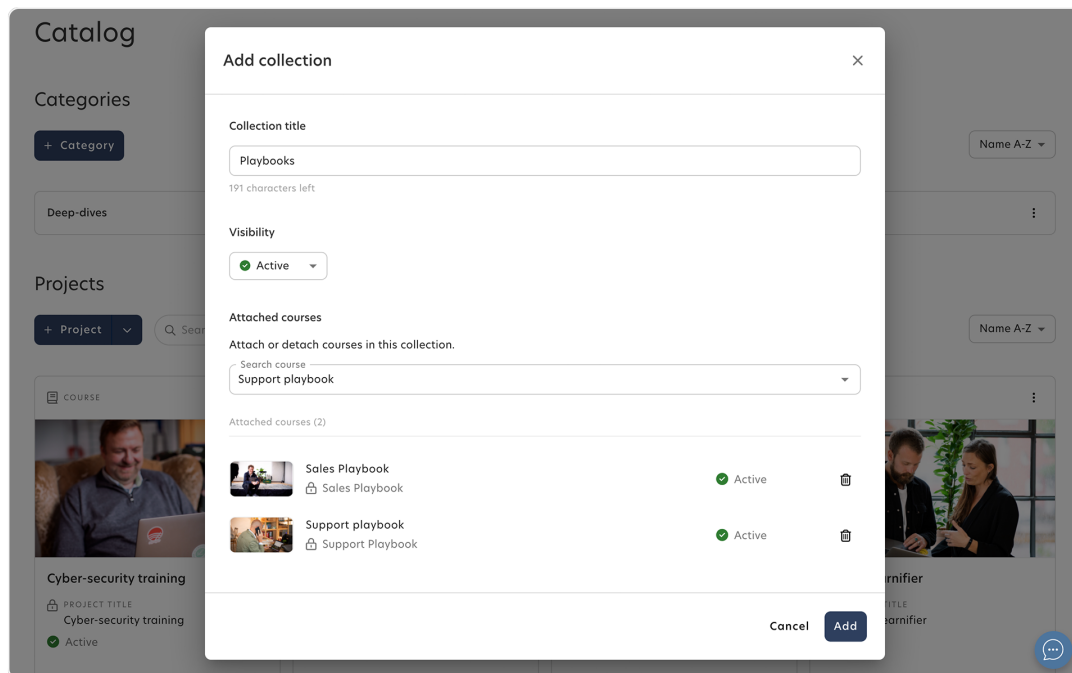 Catalog
Categories
+ Category
Name A-Z
Deep-dives
Projects
+ Project
Sear
Name A-Z
COURSE
Cyber-security training
PROJECT TITLE
Cyber-security training
Active
arnifier
TITLE
earnifier
Add collection
Collection title
Playbooks
191 characters left
Visibility
Active
Attached courses
Attach or detach courses in this collection.
Search course
Support playbook
Attached courses (2)
Sales Playbook
Sales Playbook
Active
Support playbook
Support Playbook
Active
Cancel
Add